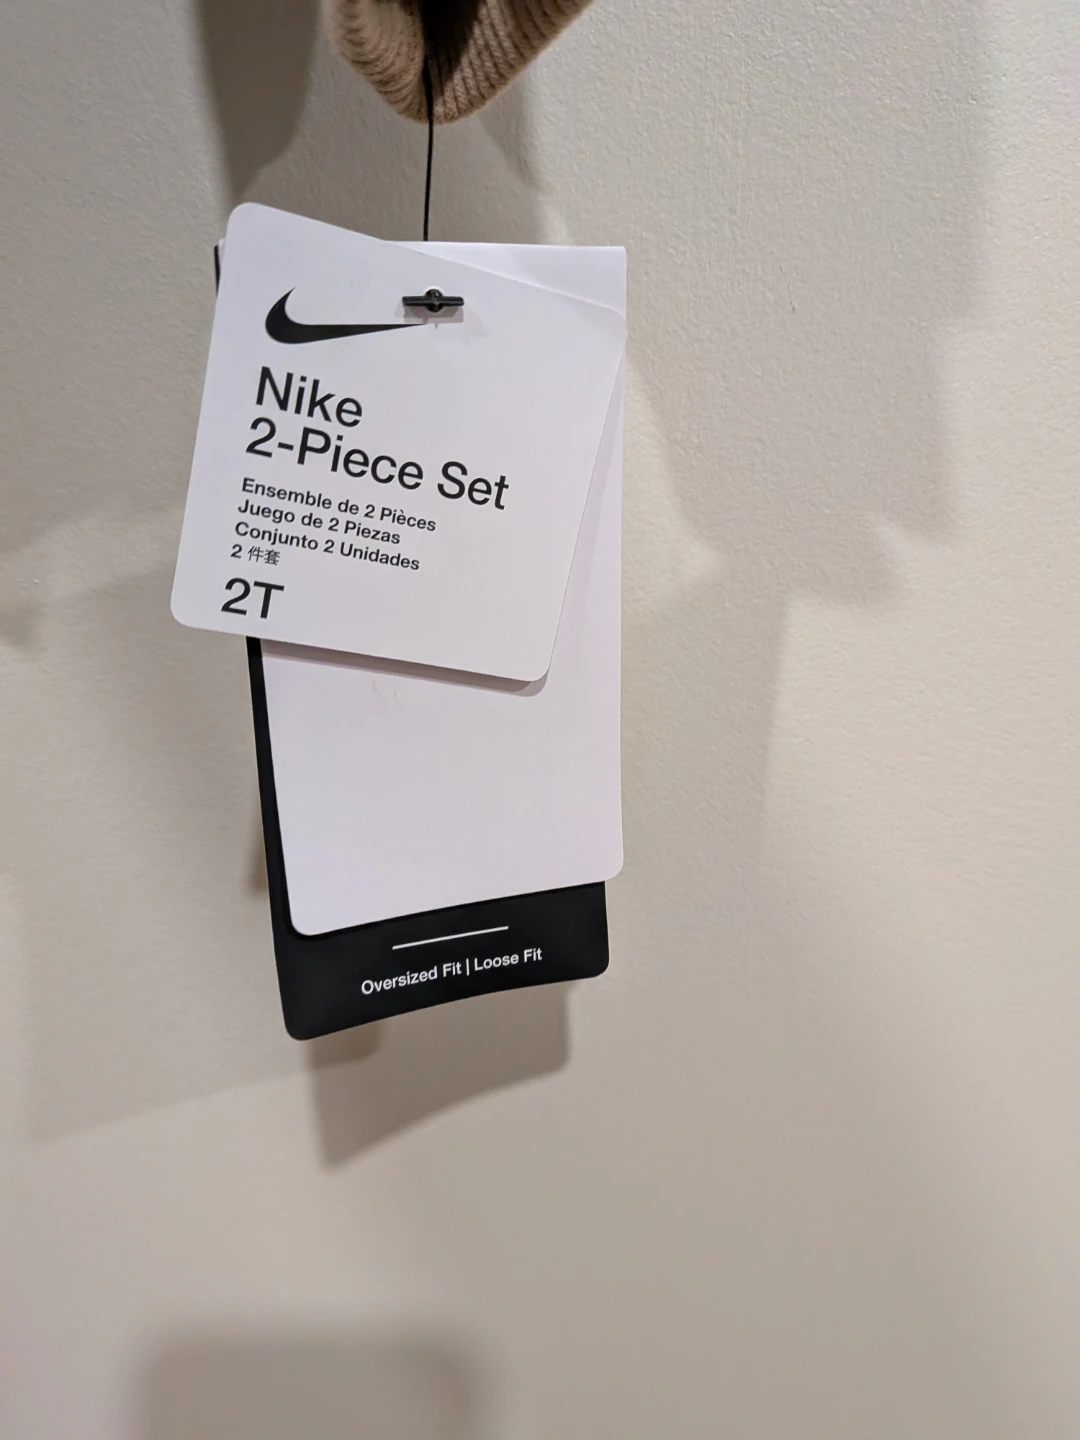 Nike
2-Piece Set
Ensemble de 2 Pièces
Juego de 2 Piezas
Conjunto 2 Unidades
2 件套
2T
Oversized Fit | Loose Fit